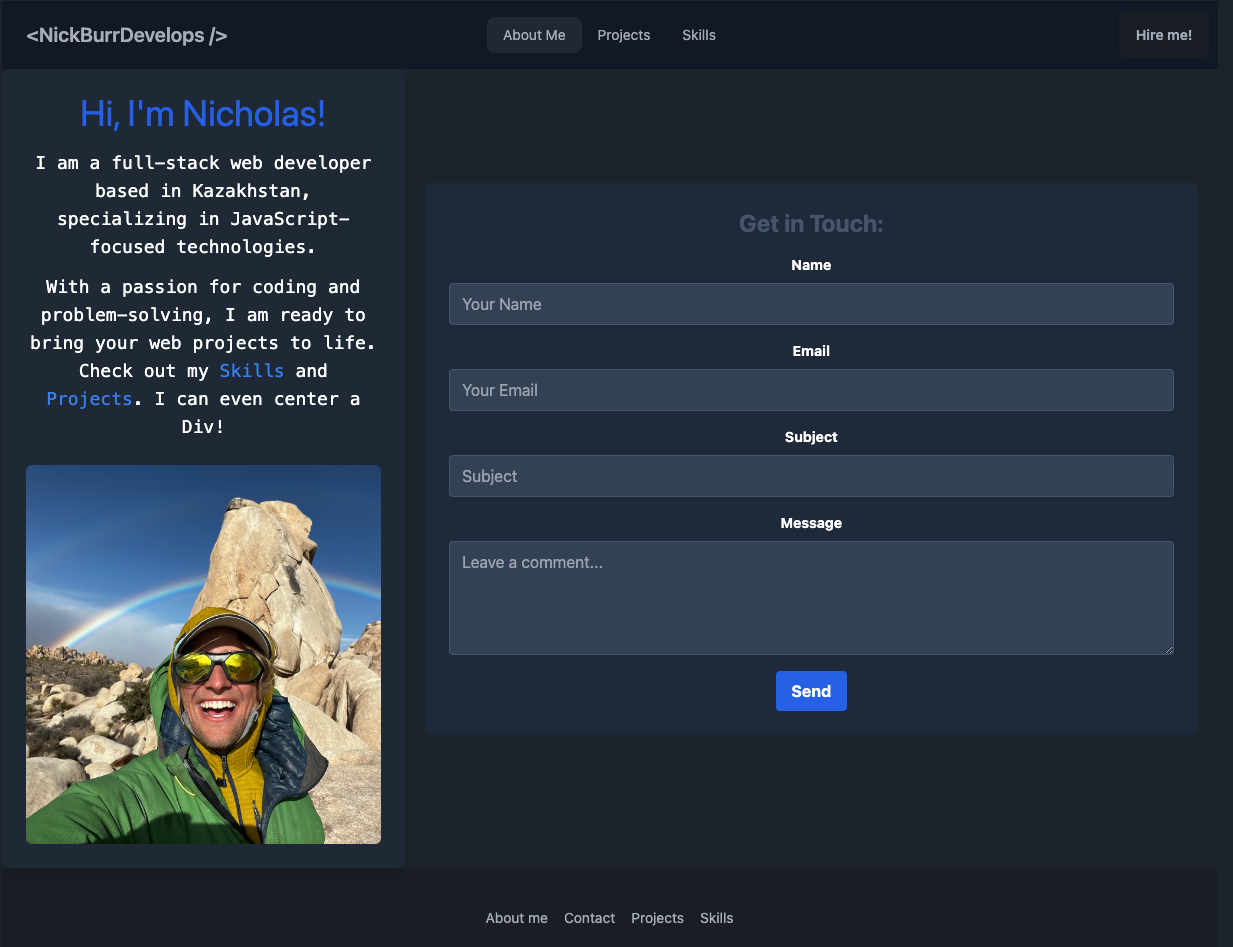 <NickBurrDevelops />
About Me Projects Skills
Hire me!
Hi, I'm Nicholas!
I am a full-stack web developer
based in Kazakhstan,
specializing in JavaScript-
focused technologies.
With a passion for coding and
problem-solving, I am ready to
bring your web projects to life.
Check out my Skills and
Projects. I can even center a
Div!
Get in Touch:
Name
Your Name
Email
Your Email
Subject
Subject
Message
Leave a comment...
Send
About me Contact Projects Skills